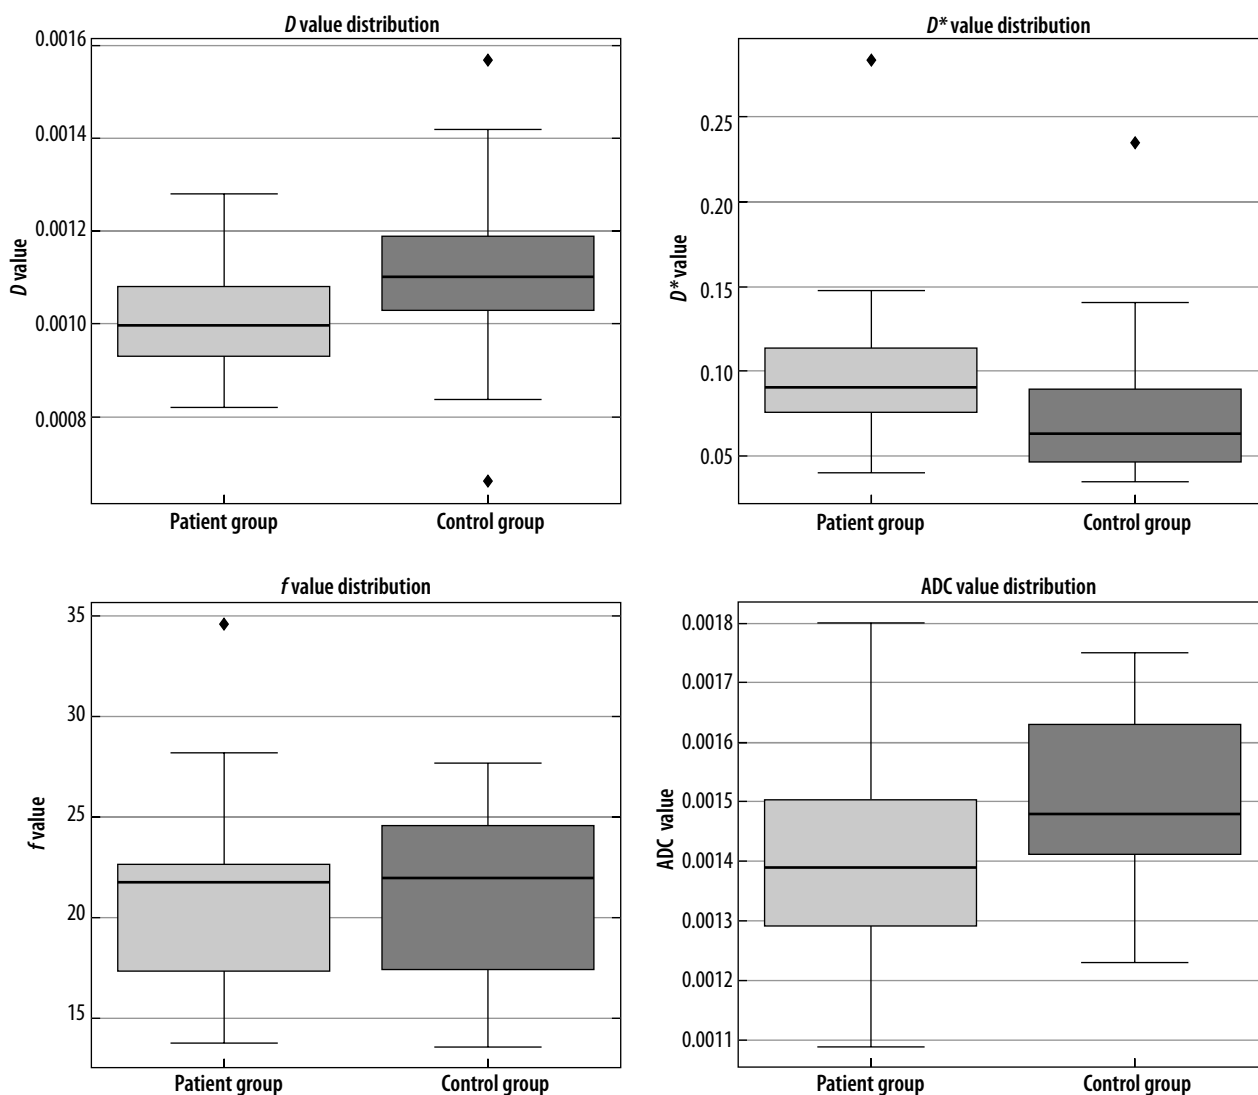 D value distribution
0.0016
0.0014
0.0012
0.0010
0.0008
D value
Patient group
Control group
D* value distribution
0.25
0.20
0.15
0.10
0.05
D* value
Patient group
Control group
f value distribution
35
30
25
20
15
f value
Patient group
Control group
ADC value distribution
0.0018
0.0017
0.0016
0.0015
0.0014
0.0013
0.0012
0.0011
ADC value
Patient group
Control group